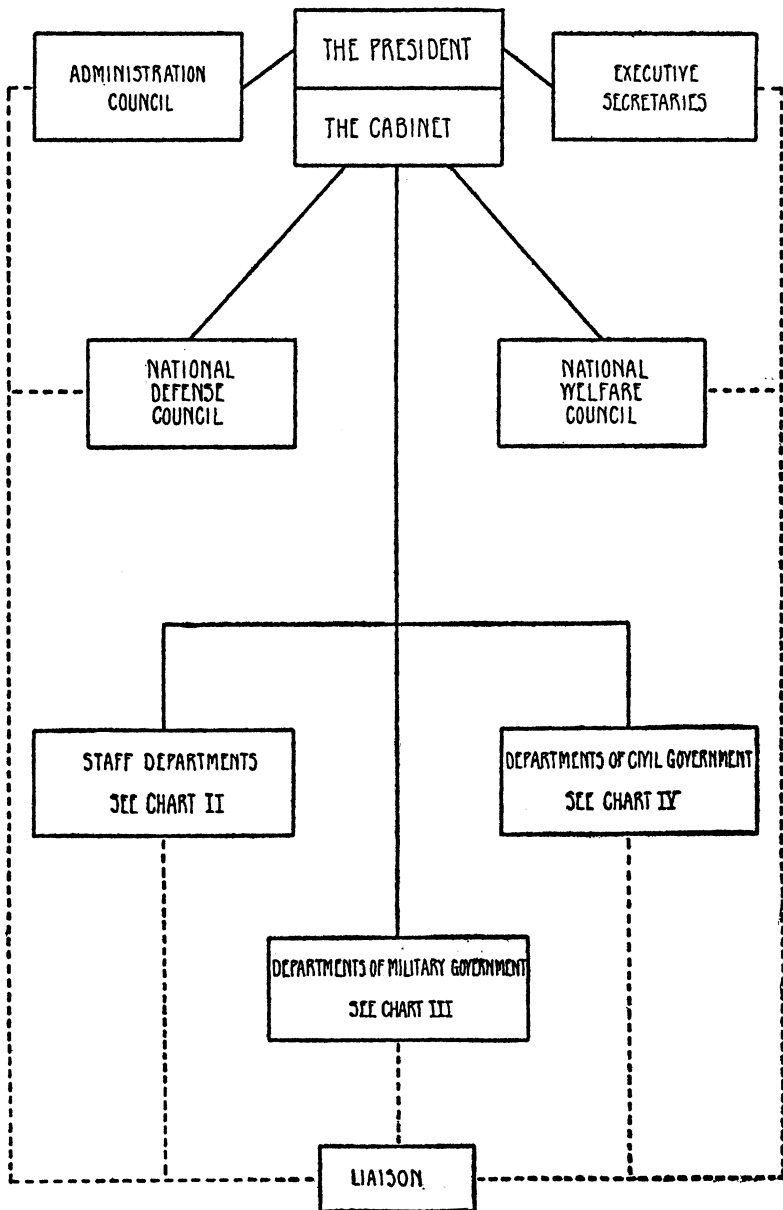 THE PRESIDENT
ADMINISTRATION
COUNCIL
EXECUTIVE
SECRETARIES
THE CABINET
NATIONAL
DEFENSE
COUNCIL
NATIONAL
WELFARE
COUNCIL
STAFF DEPARTMENTS
SEE CHART II
DEPARTMENTS OF CIVIL GOVERNMENT
SEE CHART IV
DEPARTMENTS OF MILITARY GOVERNMENT
SEE CHART III
LIAISON